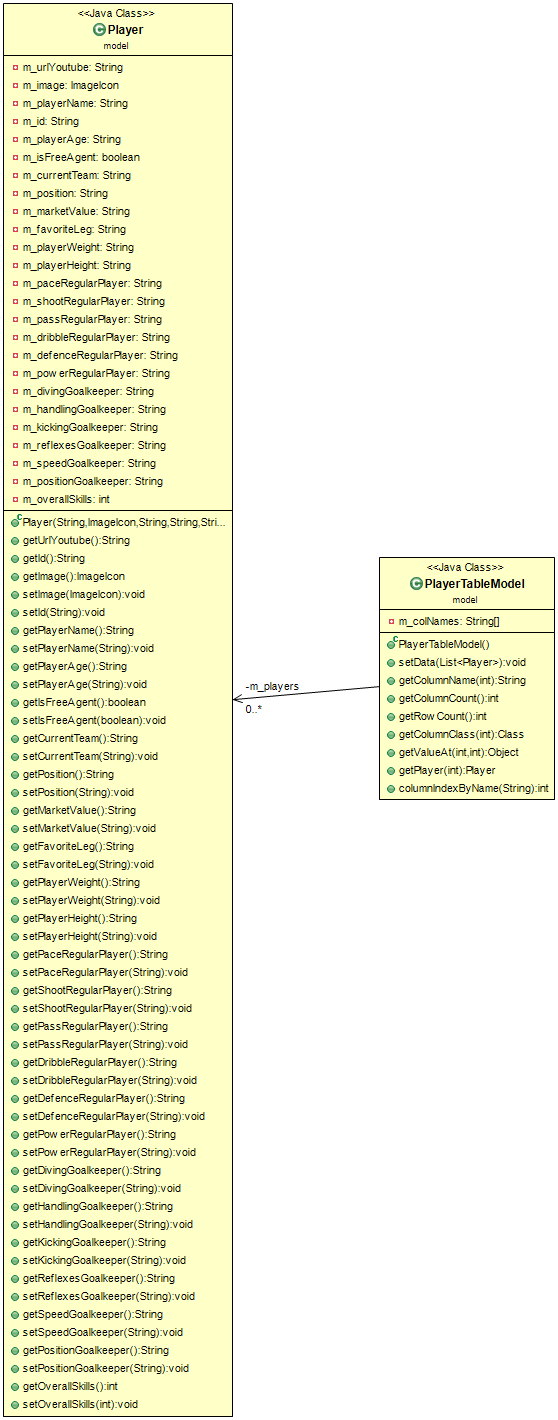 <<Java Class>>
Player
model
m_urlYoutube: String
m_image: ImageIcon
m_playerName: String
m_id: String
m_playerAge: String
m_isFreeAgent: boolean
m_currentTeam: String
m_position: String
m_marketValue: String
m_favoriteLeg: String
m_playerWeight: String
m_playerHeight: String
m_paceRegularPlayer: String
m_shootRegularPlayer: String
m_passRegularPlayer: String
m_dribbleRegularPlayer: String
m_defenceRegularPlayer: String
m_powerRegularPlayer: String
m_divingGoalkeeper: String
m_handlingGoalkeeper: String
m_kickingGoalkeeper: String
m_reflexesGoalkeeper: String
m_speedGoalkeeper: String
m_positionGoalkeeper: String
m_overallSkills: int
Player(String,ImageIcon,String,String,Stri...
getUrlYoutube():String
getId():String
getImage():ImageIcon
setImage(ImageIcon):void
setId(String):void
getPlayerName():String
setPlayerName(String):void
getPlayerAge():String
setPlayerAge(String):void
getIsFreeAgent():boolean
setIsFreeAgent(boolean):void
getCurrentTeam():String
setCurrentTeam(String):void
getPosition():String
setPosition(String):void
getMarketValue():String
setMarketValue(String):void
getFavoriteLeg():String
setFavoriteLeg(String):void
getPlayerWeight():String
setPlayerWeight(String):void
getPlayerHeight():String
setPlayerHeight(String):void
getPaceRegularPlayer():String
setPaceRegularPlayer(String):void
getShootRegularPlayer():String
setShootRegularPlayer(String):void
getPassRegularPlayer():String
setPassRegularPlayer(String):void
getDribbleRegularPlayer():String
setDribbleRegularPlayer(String):void
getDefenceRegularPlayer():String
setDefenceRegularPlayer(String):void
getPowerRegularPlayer():String
setPowerRegularPlayer(String):void
getDivingGoalkeeper():String
setDivingGoalkeeper(String):void
getHandlingGoalkeeper():String
setHandlingGoalkeeper(String):void
getKickingGoalkeeper():String
setKickingGoalkeeper(String):void
getReflexesGoalkeeper():String
setReflexesGoalkeeper(String):void
getSpeedGoalkeeper():String
setSpeedGoalkeeper(String):void
getPositionGoalkeeper():String
setPositionGoalkeeper(String):void
getOverallSkills():int
setOverallSkills(int):void
-m_players
0..*
<<Java Class>>
PlayerTableModel
model
m_colNames: String[]
PlayerTableModel()
setData(List<Player>):void
getColumnName(int):String
getColumnCount():int
getRowCount():int
getColumnClass(int):Class
getValueAt(int,int):Object
getPlayer(int):Player
columnIndexByName(String):int